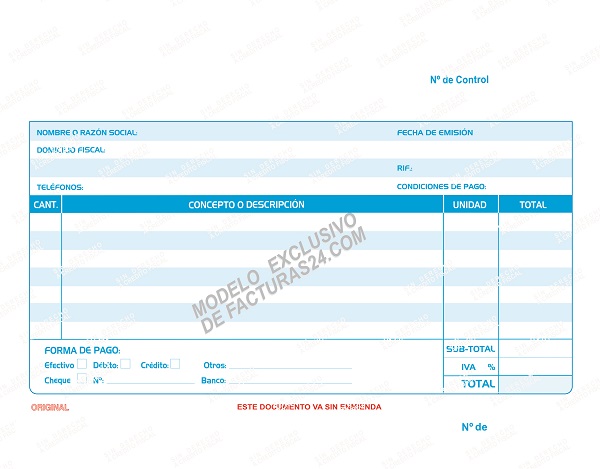 Nº de Control
NOMBRE O RAZÓN SOCIAL: FECHA DE EMISIÓN
DOMICILIO FISCAL:
RIF.:
TELÉFONOS: CONDICIONES DE PAGO:
CANT. CONCEPTO O DESCRIPCIÓN UNIDAD TOTAL
MODELO EXCLUSIVO
DE FACTURAS24.COM
FORMA DE PAGO: SUB-TOTAL
Efectivo Débito: Crédito: Otros: IVA %
Cheque Nº: Banco: TOTAL
ORIGINAL ESTE DOCUMENTO VA SIN ENMIENDA
Nº de